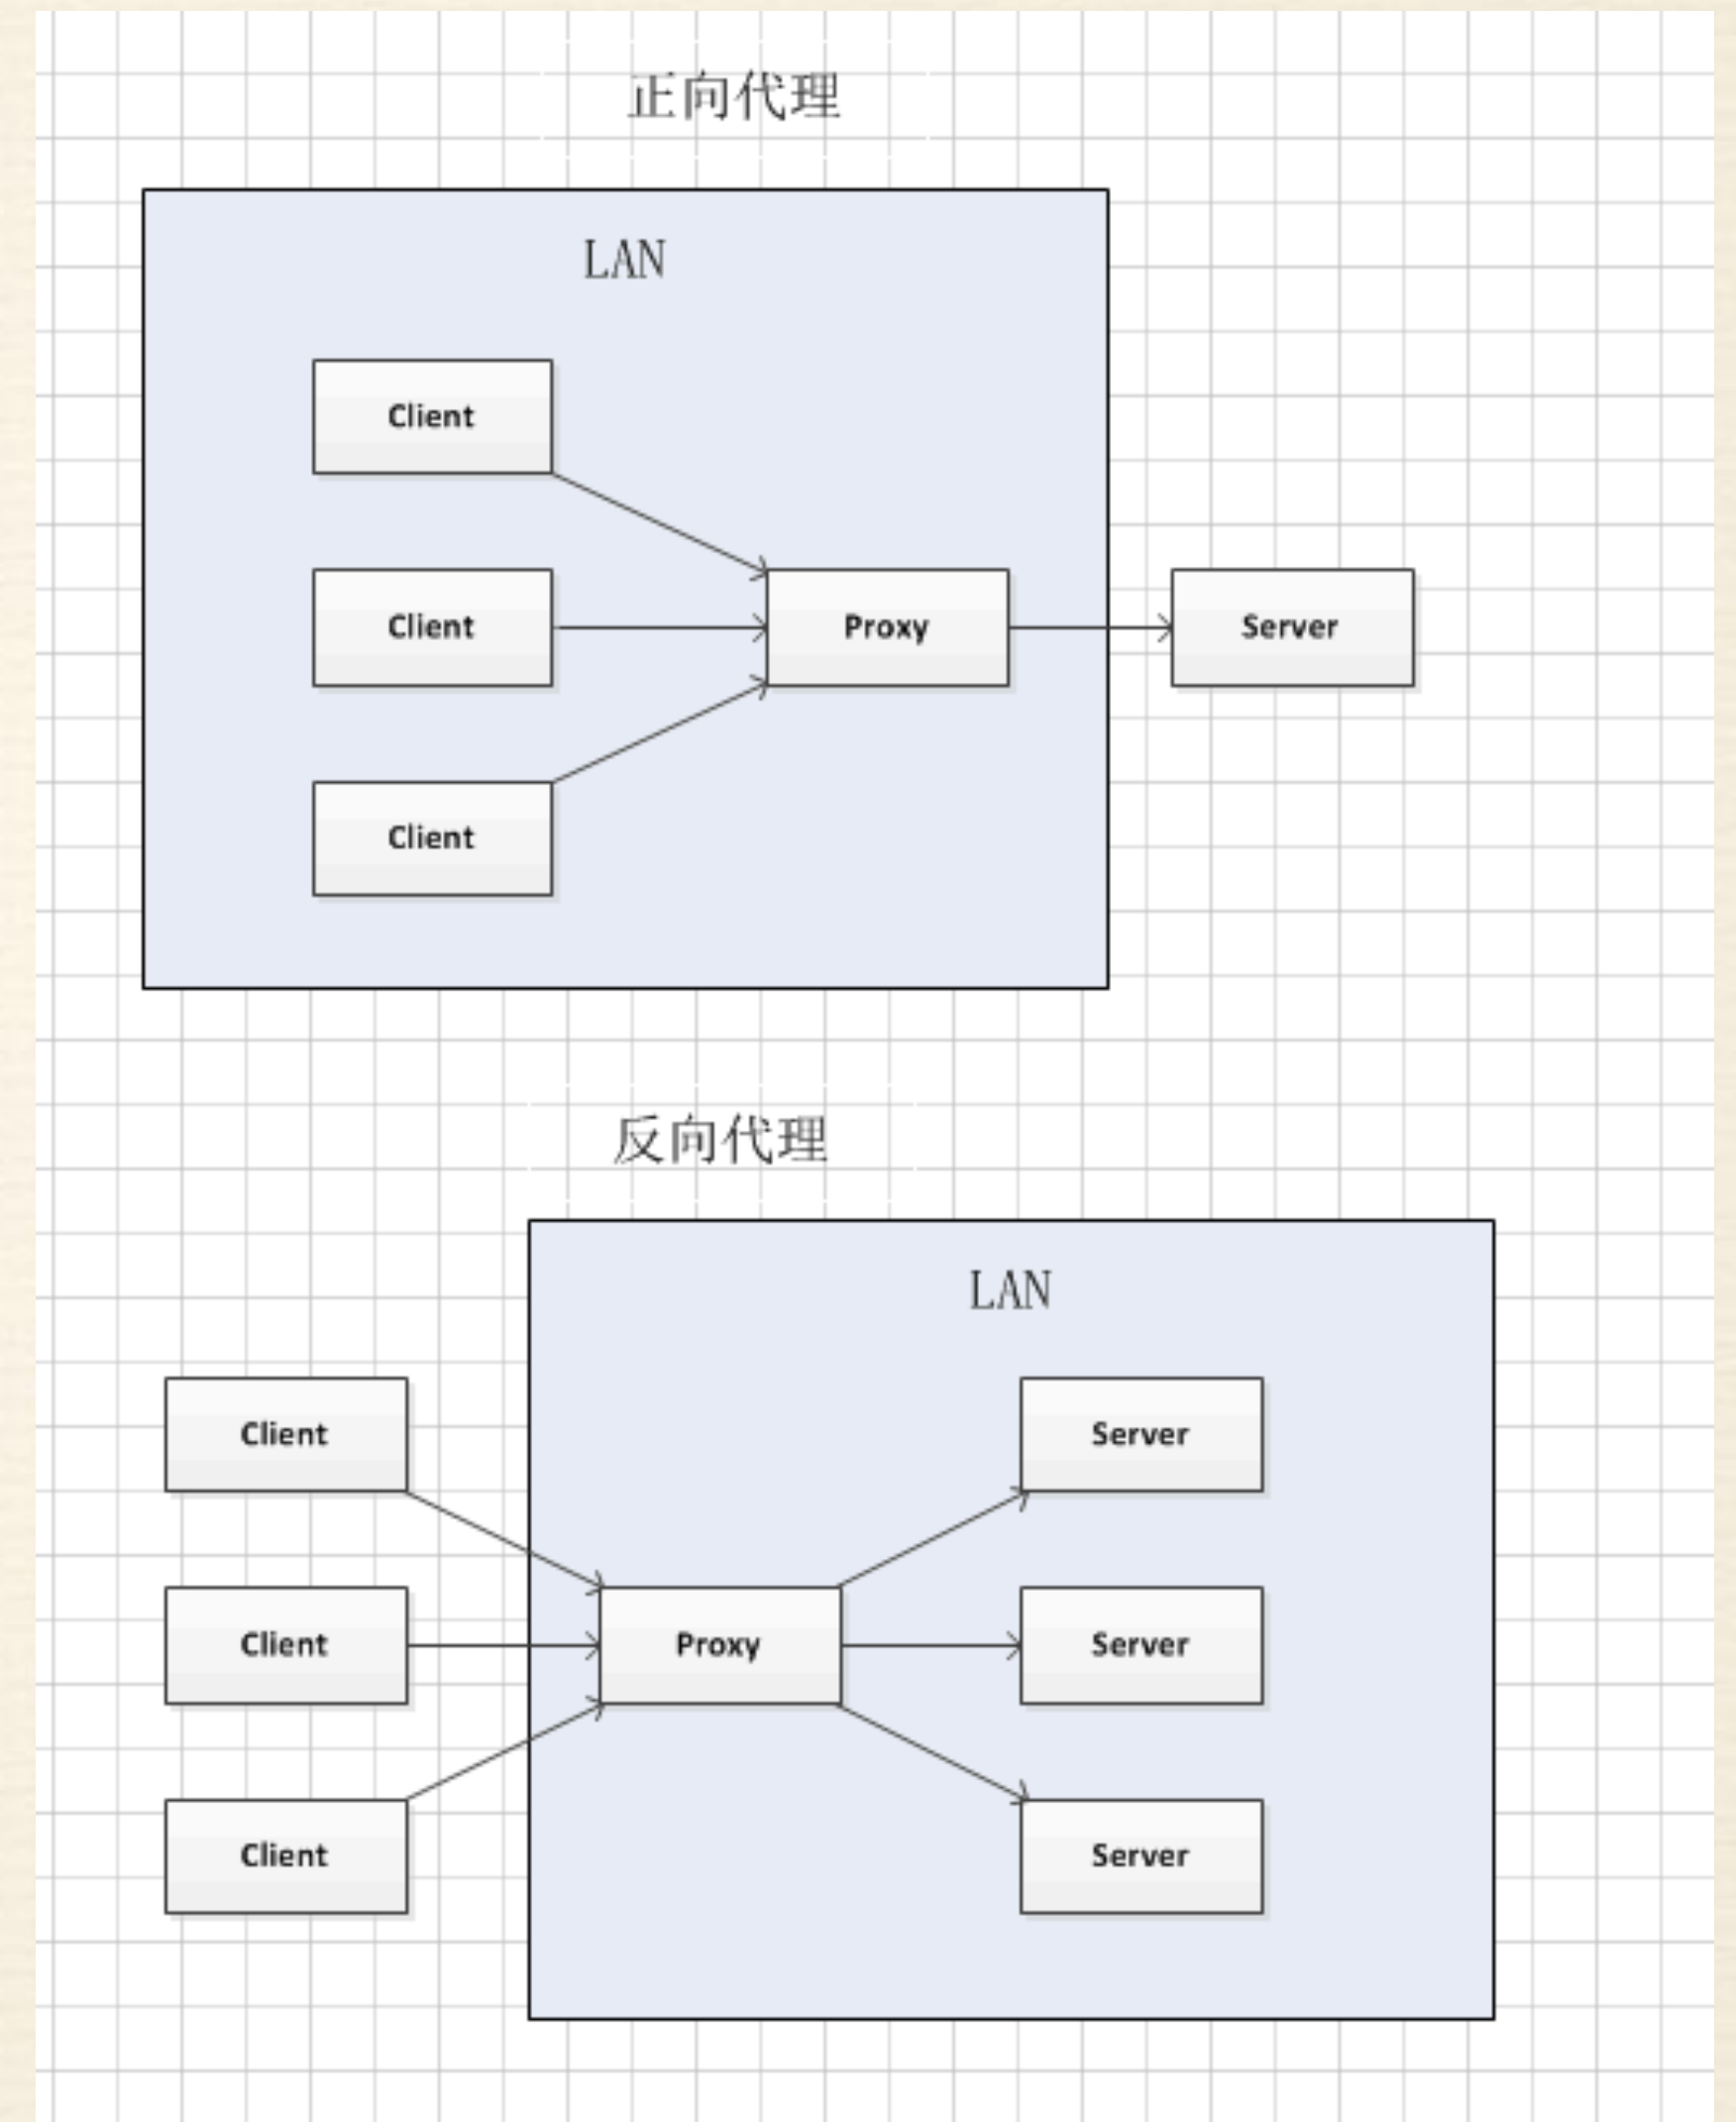 正向代理
LAN
Client
Client
Proxy
Server
Client
反向代理
LAN
Client
Server
Client
Proxy
Server
Client
Server